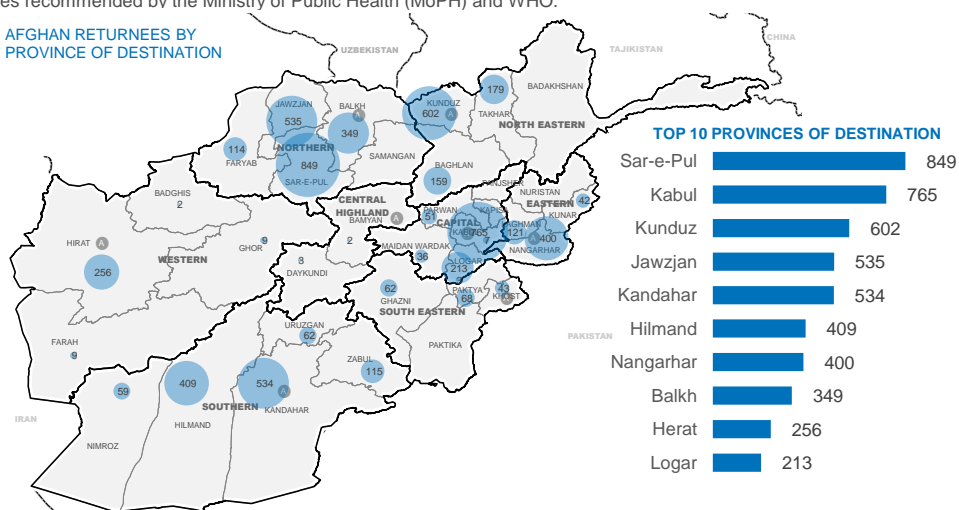 es recommended by the Ministry of Public Health (MoPH) and WHO.
AFGHAN RETURNEES BY
PROVINCE OF DESTINATION
UZBEKISTAN
TAJIKISTAN
CHINA
JAWZJAN
535
BALKH
A
349
KUNDUZ
602
A
179
TAKHAR
BADAKHSHAN
NORTH EASTERN
114
FARYAB
NORTHERN
849
SAR-E-PUL
SAMANGAN
BAGHLAN
159
BADGHIS
2
CENTRAL
HIGHLAND
BAMYAN
A
PARWAN
51
CAPITAL
765
7
NURISTAN
EASTERN
KUNAR
42
121
A
400
NANGARHAR
HIRAT
A
256
WESTERN
GHOR
9
3
DAYKUNDI
2
MAIDAN WARDAK
36
LOGAR
213
62
GHAZNI
SOUTH EASTERN
PAKTYA
68
43
KHOST
A
PAKTIKA
FARAH
9
URUZGAN
62
ZABUL
115
59
NIMROZ
409
SOUTHERN
HILMAND
534
A
KANDAHAR
IRAN
PAKISTAN
TOP 10 PROVINCES OF DESTINATION
Sar-e-Pul 849
Kabul 765
Kunduz 602
Jawzjan 535
Kandahar 534
Hilmand 409
Nangarhar 400
Balkh 349
Herat 256
Logar 213